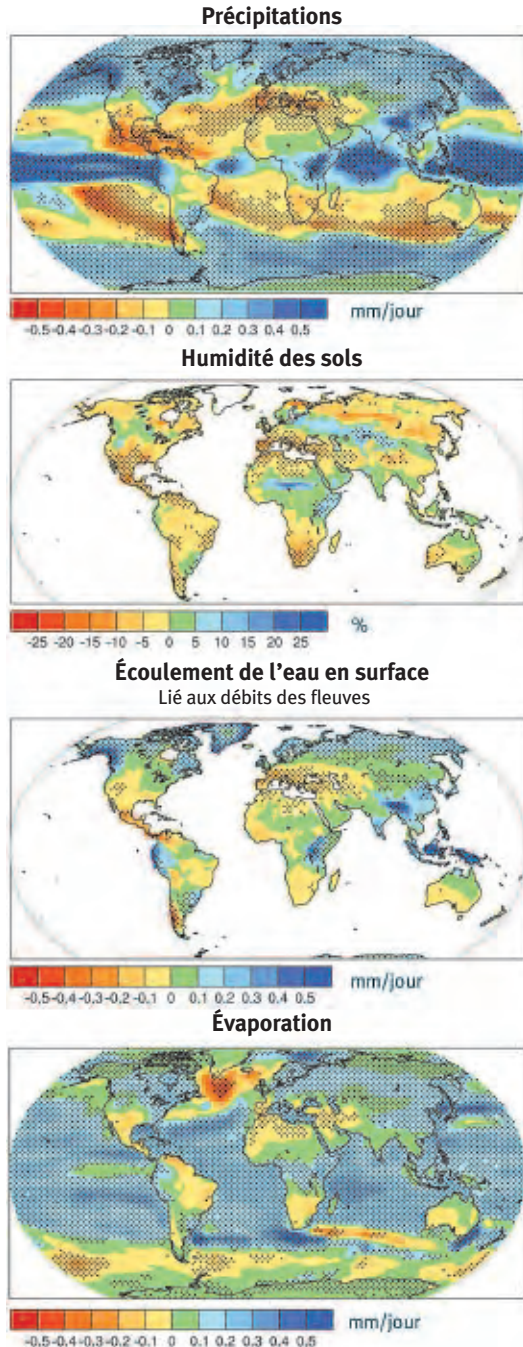 Précipitations
mm/jour
-0.5 -0.4 -0.3 -0.2 -0.1 0 0.1 0.2 0.3 0.4 0.5
Humidité des sols
%
-25 -20 -15 -10 -5 0 5 10 15 20 25
Écoulement de l’eau en surface
Lié aux débits des fleuves
mm/jour
-0.5 -0.4 -0.3 -0.2 -0.1 0 0.1 0.2 0.3 0.4 0.5
Évaporation
mm/jour
-0.5 -0.4 -0.3 -0.2 -0.1 0 0.1 0.2 0.3 0.4 0.5